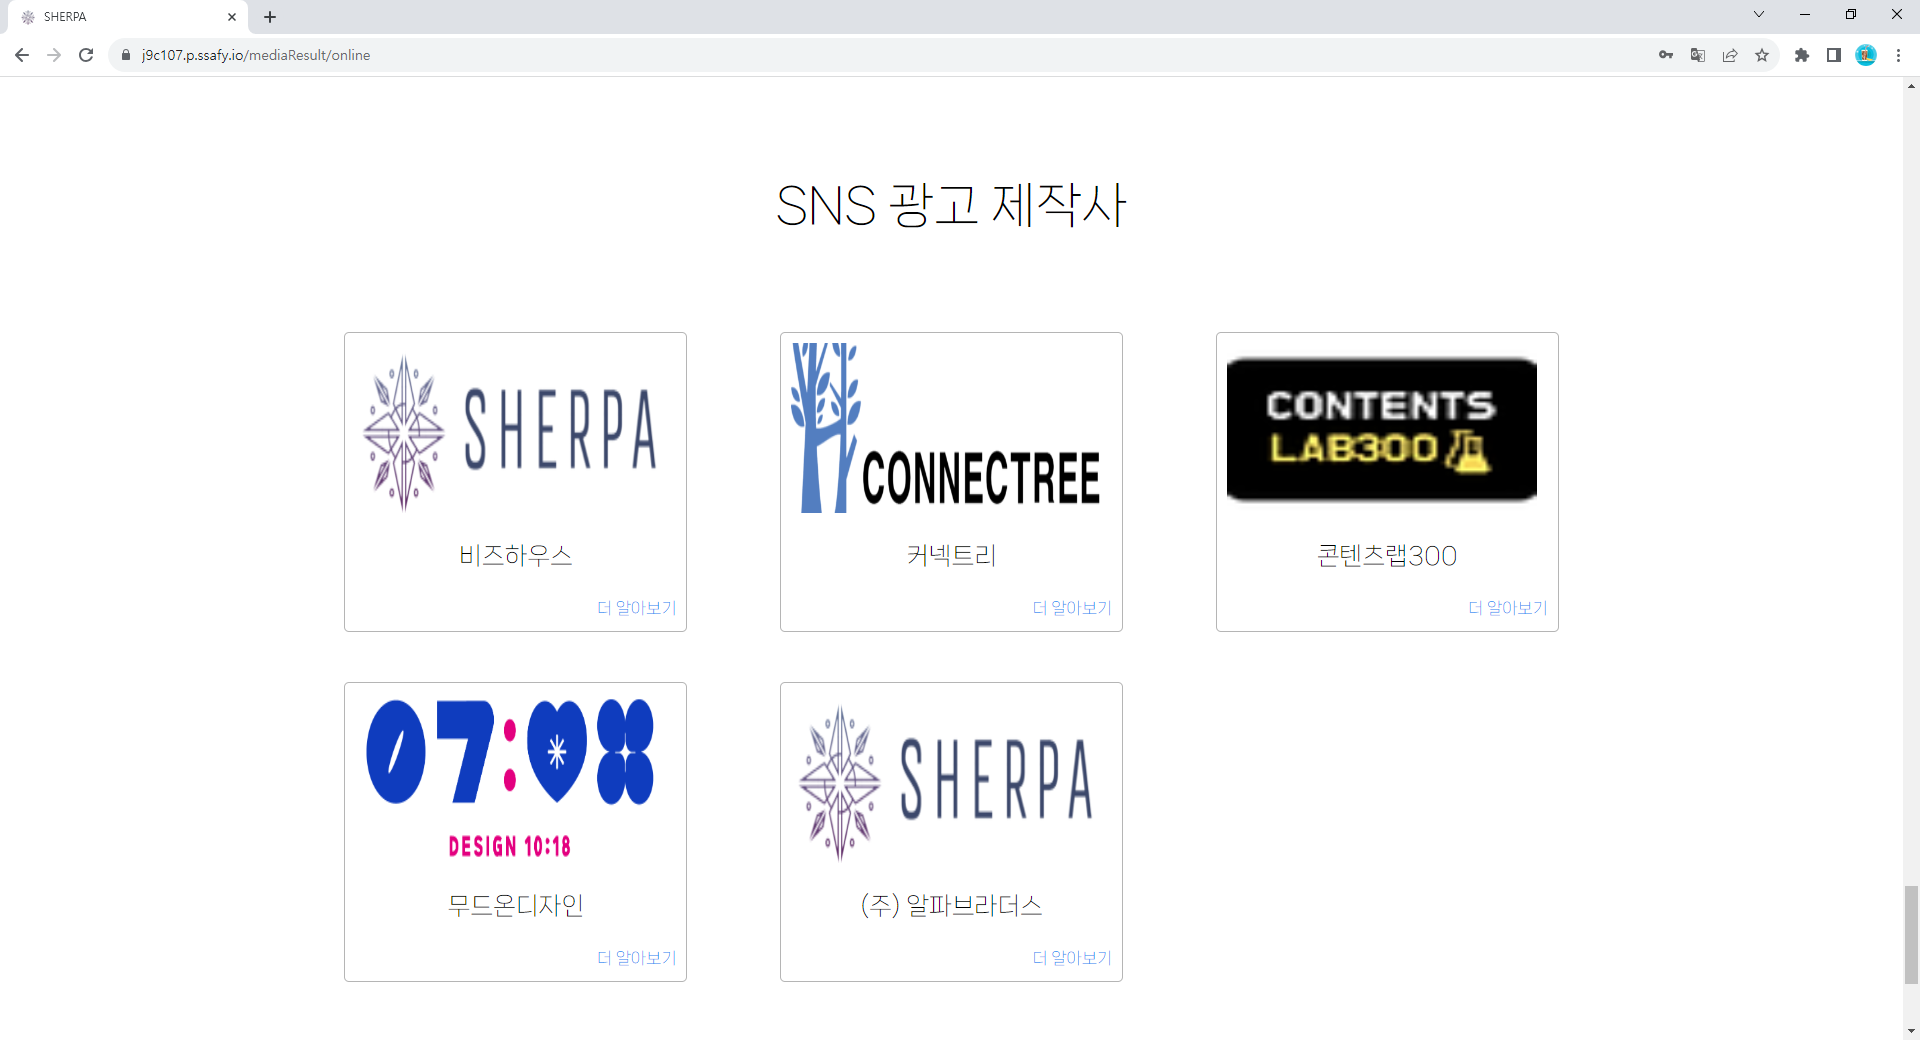 SHERPA
j9c107.p.ssafy.io/mediaResult/online
SNS 광고 제작사
SHERPA
비즈하우스
더 알아보기
CONNECTREE
커넥트리
더 알아보기
CONTENTS
LAB300
콘텐츠랩300
더 알아보기
07:08
DESIGN 10:18
무드온디자인
더 알아보기
SHERPA
(주) 알파브라더스
더 알아보기